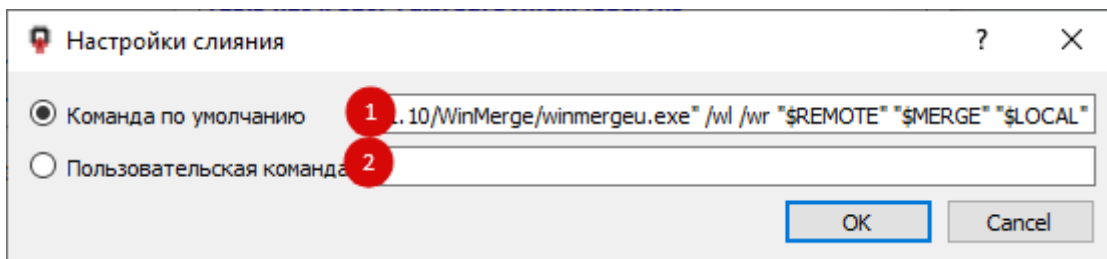 Настройки слияния ? X
Команда по умолчанию 1 .10/WinMerge/winmergeu.exe" /wl /wr "$REMOTE" "$MERGE" "$LOCAL"
Пользовательская команда 2
OK Cancel